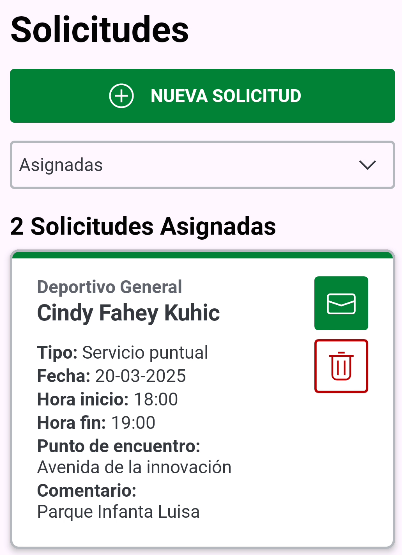 Solicitudes
NUEVA SOLICITUD
Asignadas
2 Solicitudes Asignadas
Deportivo General
Cindy Fahey Kuhic
Tipo: Servicio puntual
Fecha: 20-03-2025
Hora inicio: 18:00
Hora fin: 19:00
Punto de encuentro:
Avenida de la innovación
Comentario:
Parque Infanta Luisa